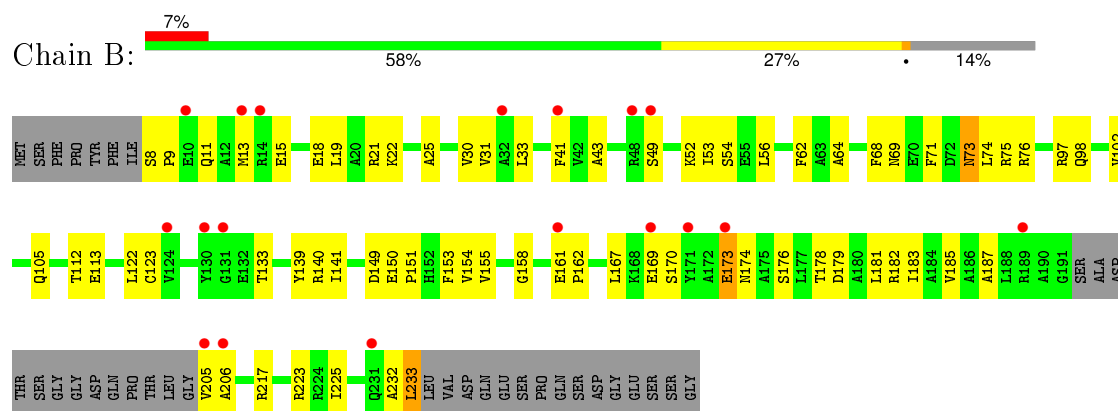 7%
Chain B:
58% 27% • 14%
MET SER PHE PRO TYR PHE ILE S8 P9 E10 Q11 A12 M13 R14 E15 E18 L19 A20 R21 K22 A25 V30 V31 A32 L33 F41 V42 A43 R48 S49 K52 I53 S54 E55 L56 F62 A63 A64 F68 N69 E70 F71 D72 N73 L74 R75 R76 R97 Q98 V102
Q105 T112 E113 L122 C123 V124 Y130 G131 E132 T133 Y139 R140 I141 D149 E150 P151 H152 F153 V154 V155 G158 E161 P162 L167 K168 E169 S170 Y171 A172 E173 N174 A175 S176 L177 T178 D179 A180 L181 R182 I183 A184 V185 A186 A187 L188 R189 A190 G191 SER ALA ASP
THR SER GLY GLY ASP GLN PRO THR LEU GLY V205 A206 R217 R223 R224 I225 Q231 A232 L233 LEU VAL ASP GLN GLU SER PRO GLN SER ASP GLY GLU SER SER GLY